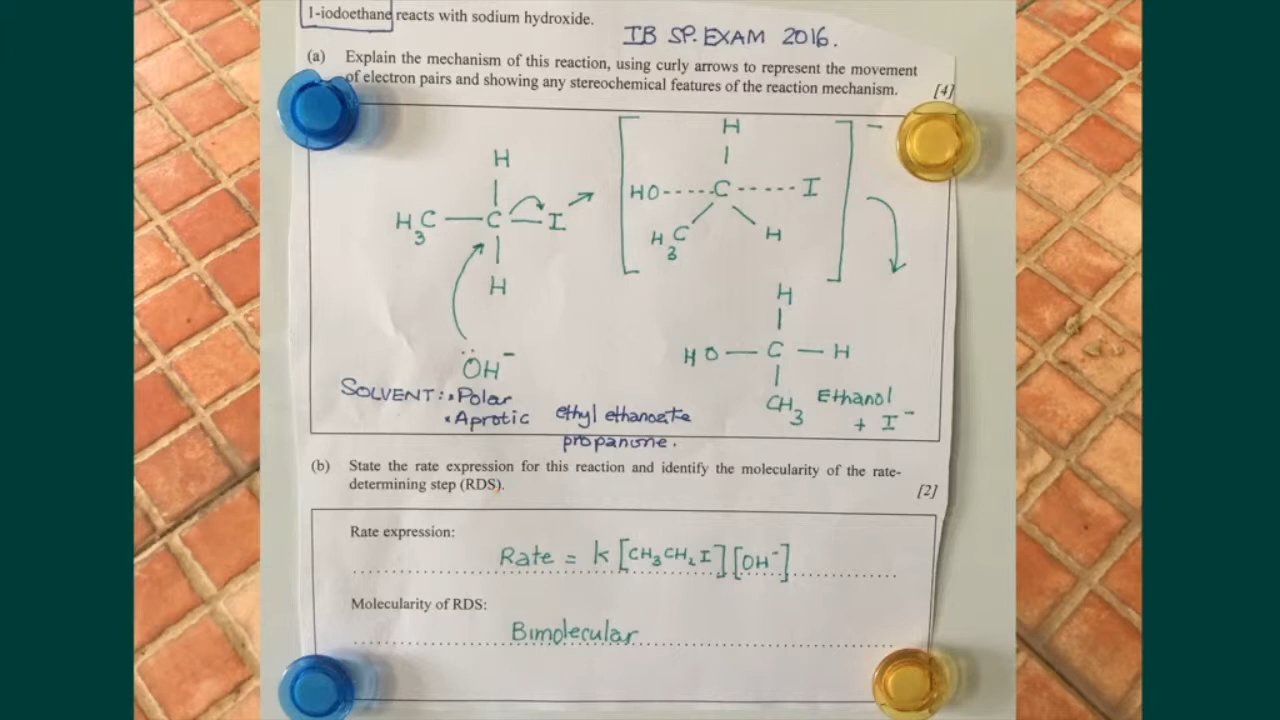 1-iodoethane reacts with sodium hydroxide.
IB SP. EXAM 2016.
(a) Explain the mechanism of this reaction, using curly arrows to represent the movement
of electron pairs and showing any stereochemical features of the reaction mechanism. [4]
H
H₃C — C — I
H
ÖH⁻
[
H
HO-----C-----I
H₃C H
]⁻
H
HO — C — H
CH₃ Ethanol
+ I⁻
SOLVENT: • Polar
• Aprotic ethyl ethanoate
propanone.
(b) State the rate expression for this reaction and identify the molecularity of the rate-
determining step (RDS). [2]
Rate expression:
Rate = k [CH₃CH₂I][OH⁻]
Molecularity of RDS:
Bimolecular